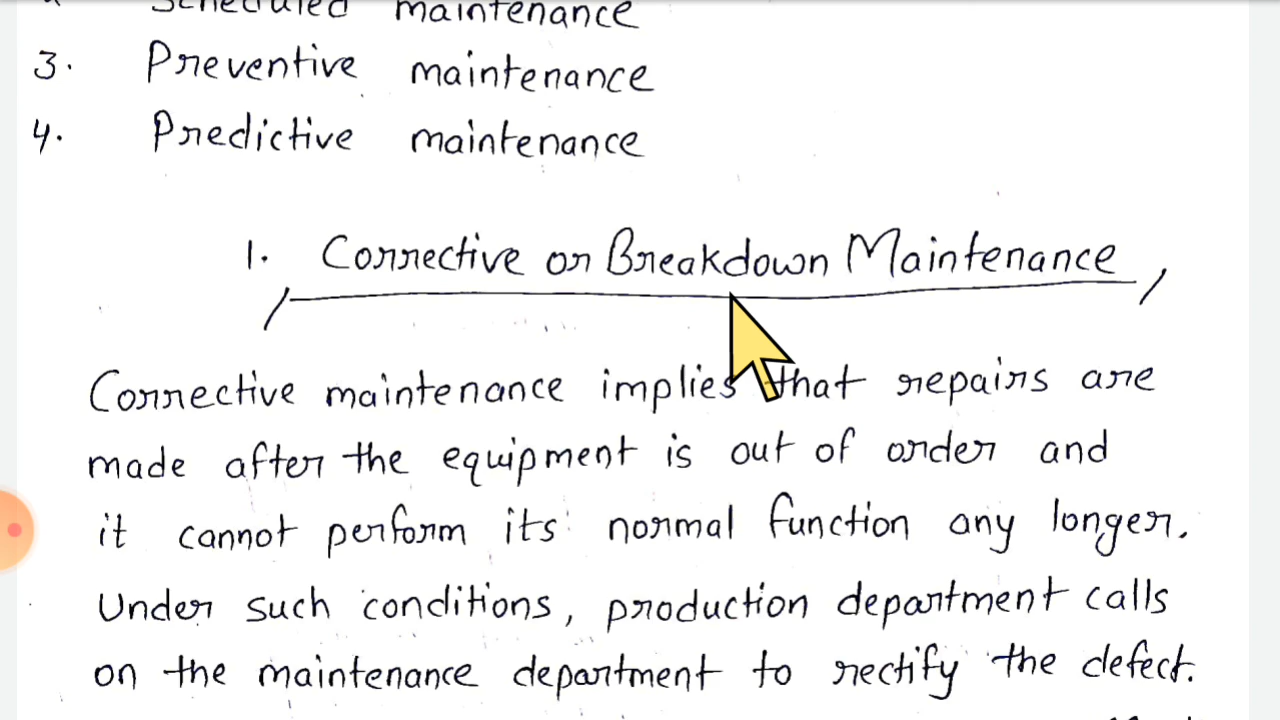 Scheduled maintenance
3. Preventive maintenance
4. Predictive maintenance
1. Corrective or Breakdown Maintenance
Corrective maintenance implies that repairs are
made after the equipment is out of order and
it cannot perform its normal function any longer.
Under such conditions, production department calls
on the maintenance department to rectify the defect.